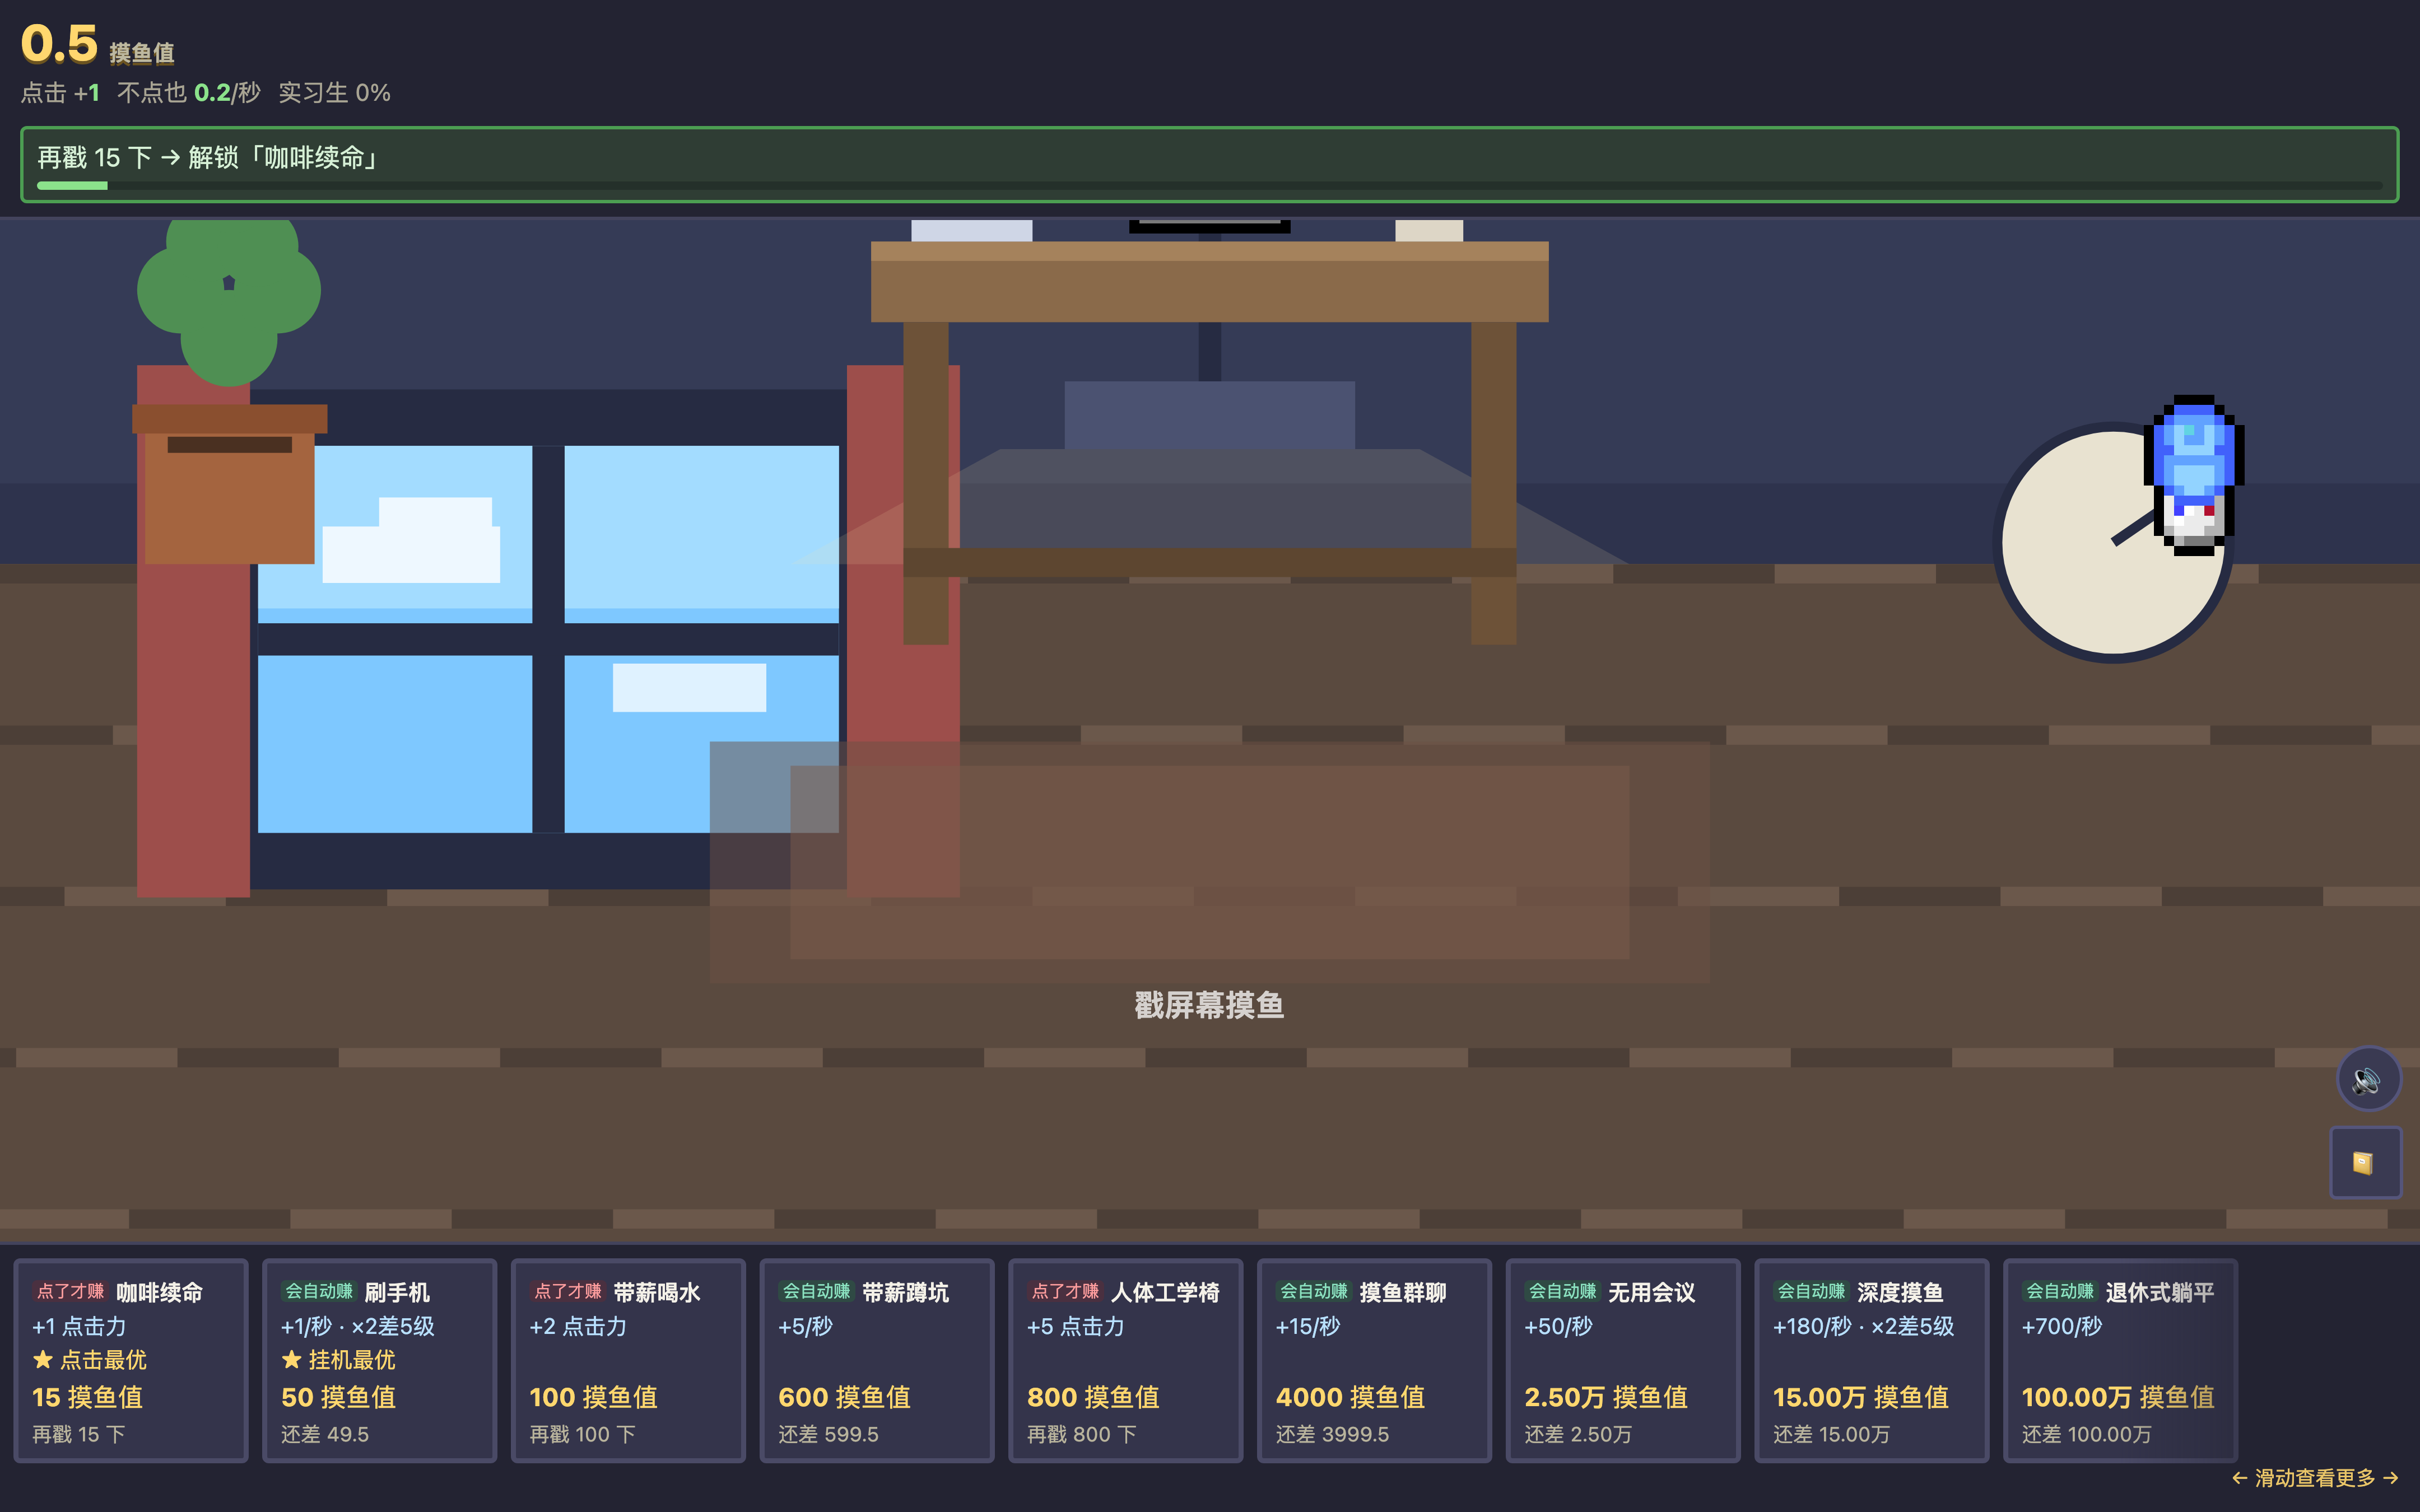 0.5 摸鱼值
点击 +1 不点也 0.2/秒 实习生 0%
再戳 15 下 → 解锁「咖啡续命」
戳屏幕摸鱼
点了才赚 咖啡续命
+1 点击力
★ 点击最优
15 摸鱼值
再戳 15 下
会自动赚 刷手机
+1/秒 · ×2差5级
★ 挂机最优
50 摸鱼值
还差 49.5
点了才赚 带薪喝水
+2 点击力
100 摸鱼值
再戳 100 下
会自动赚 带薪蹲坑
+5/秒
600 摸鱼值
还差 599.5
点了才赚 人体工学椅
+5 点击力
800 摸鱼值
再戳 800 下
会自动赚 摸鱼群聊
+15/秒
4000 摸鱼值
还差 3999.5
会自动赚 无用会议
+50/秒
2.50万 摸鱼值
还差 2.50万
会自动赚 深度摸鱼
+180/秒 · ×2差5级
15.00万 摸鱼值
还差 15.00万
会自动赚 退休式躺平
+700/秒
100.00万 摸鱼值
还差 100.00万
← 滑动查看更多 →